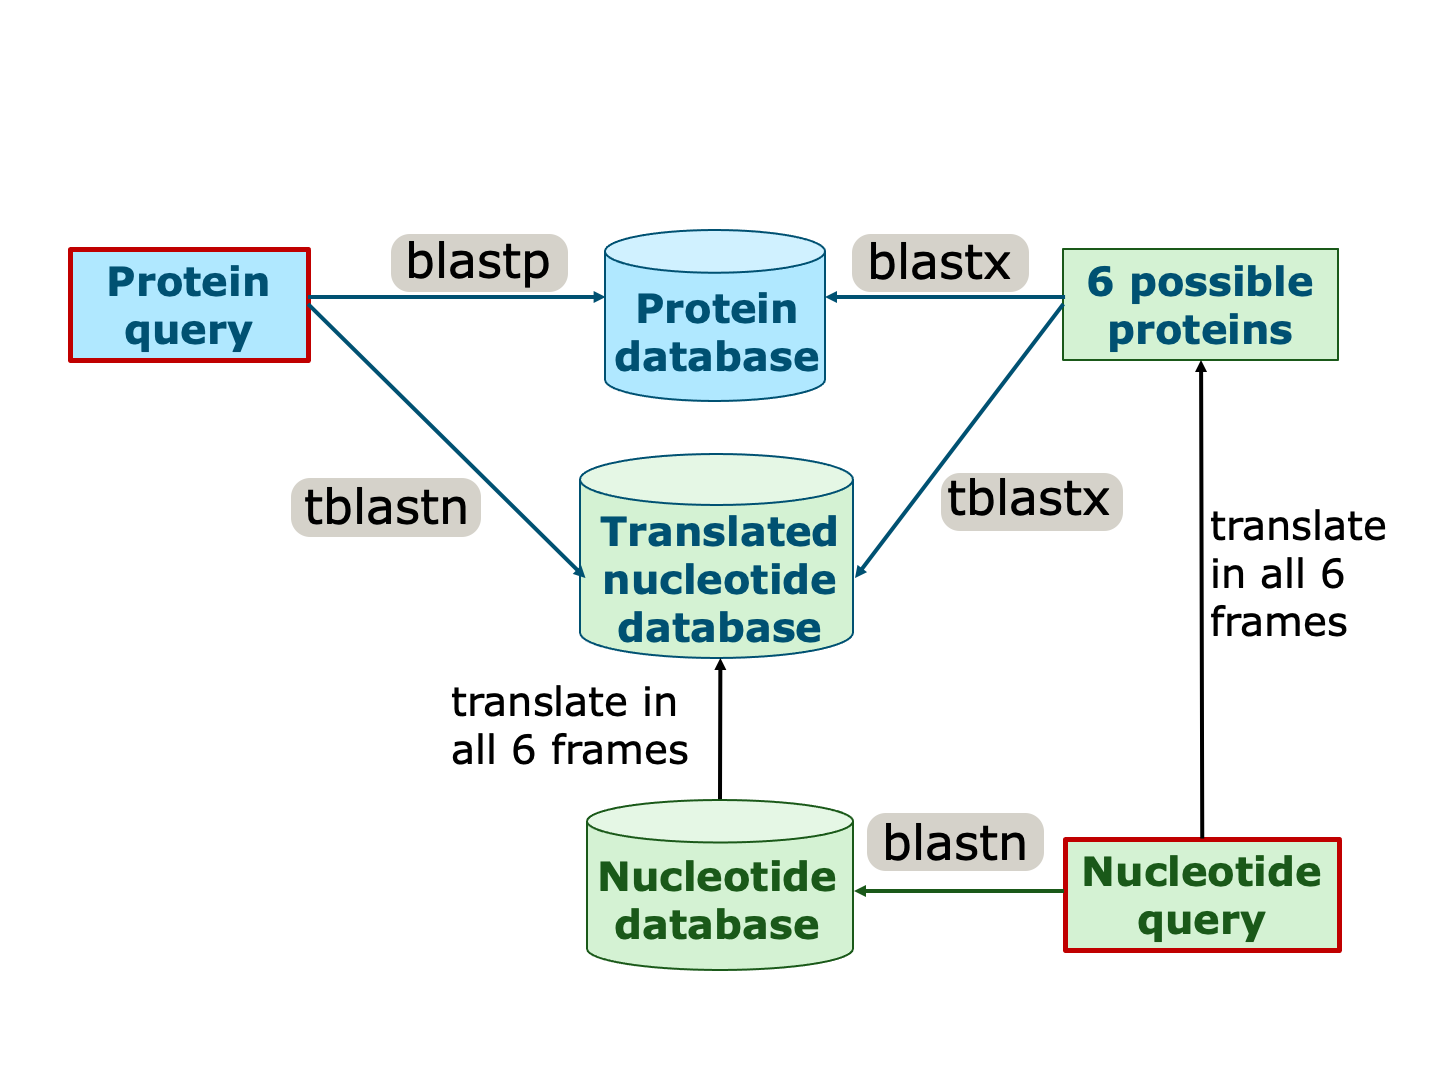 blastp
blastx
Protein
query
Protein
database
6 possible
proteins
tblastn
tblastx
Translated
nucleotide
database
translate
in all 6
frames
translate in
all 6 frames
blastn
Nucleotide
database
Nucleotide
query